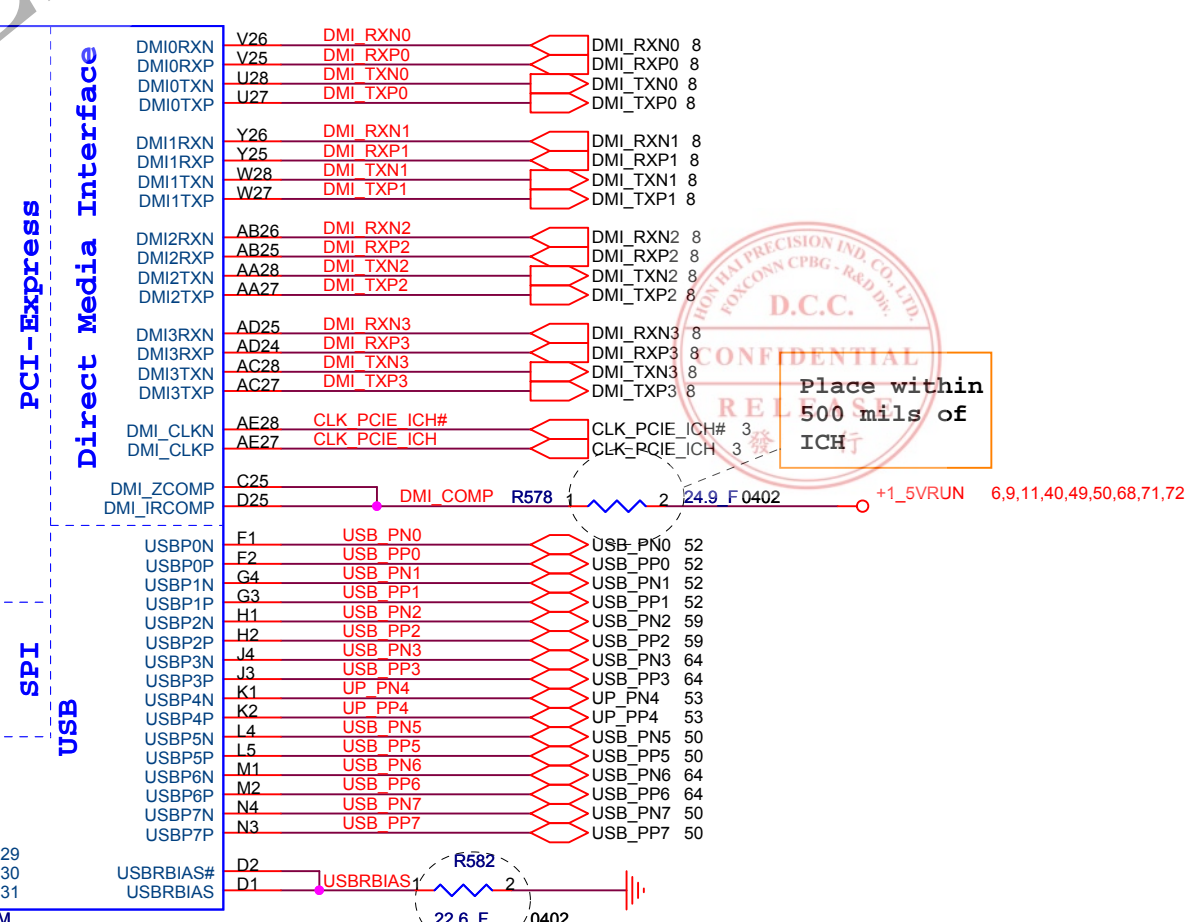 PCI-Express
Direct Media Interface
SPI
USB
DMI0RXN V26 DMI_RXN0 DMI_RXN0 8
DMI0RXP V25 DMI_RXP0 DMI_RXP0 8
DMI0TXN U28 DMI_TXN0 DMI_TXN0 8
DMI0TXP U27 DMI_TXP0 DMI_TXP0 8
DMI1RXN Y26 DMI_RXN1 DMI_RXN1 8
DMI1RXP Y25 DMI_RXP1 DMI_RXP1 8
DMI1TXN W28 DMI_TXN1 DMI_TXN1 8
DMI1TXP W27 DMI_TXP1 DMI_TXP1 8
DMI2RXN AB26 DMI_RXN2 DMI_RXN2 8
DMI2RXP AB25 DMI_RXP2 DMI_RXP2 8
DMI2TXN AA28 DMI_TXN2 DMI_TXN2 8
DMI2TXP AA27 DMI_TXP2 DMI_TXP2 8
DMI3RXN AD25 DMI_RXN3 DMI_RXN3 8
DMI3RXP AD24 DMI_RXP3 DMI_RXP3 8
DMI3TXN AC28 DMI_TXN3 DMI_TXN3 8
DMI3TXP AC27 DMI_TXP3 DMI_TXP3 8
DMI_CLKN AE28 CLK_PCIE_ICH# CLK_PCIE_ICH# 3
DMI_CLKP AE27 CLK_PCIE_ICH CLK_PCIE_ICH 3
HON HAI PRECISION IND. CO., LTD.
FOXCONN CPBG - R&D Div.
D.C.C.
CONFIDENTIAL
RELEASE
發 行
Place within
500 mils of
ICH
DMI_ZCOMP C25
DMI_IRCOMP D25 DMI_COMP R578 1 2 24.9_F 0402 +1_5VRUN 6,9,11,40,49,50,68,71,72
USBP0N F1 USB_PN0 USB_PN0 52
USBP0P F2 USB_PP0 USB_PP0 52
USBP1N G4 USB_PN1 USB_PN1 52
USBP1P G3 USB_PP1 USB_PP1 52
USBP2N H1 USB_PN2 USB_PN2 59
USBP2P H2 USB_PP2 USB_PP2 59
USBP3N J4 USB_PN3 USB_PN3 64
USBP3P J3 USB_PP3 USB_PP3 64
USBP4N K1 UP_PN4 UP_PN4 53
USBP4P K2 UP_PP4 UP_PP4 53
USBP5N L4 USB_PN5 USB_PN5 50
USBP5P L5 USB_PP5 USB_PP5 50
USBP6N M1 USB_PN6 USB_PN6 64
USBP6P M2 USB_PP6 USB_PP6 64
USBP7N N4 USB_PN7 USB_PN7 50
USBP7P N3 USB_PP7 USB_PP7 50
29
30 USBRBIAS# D2 R582
31 USBRBIAS D1 USBRBIAS 1 2
22.6_F 0402